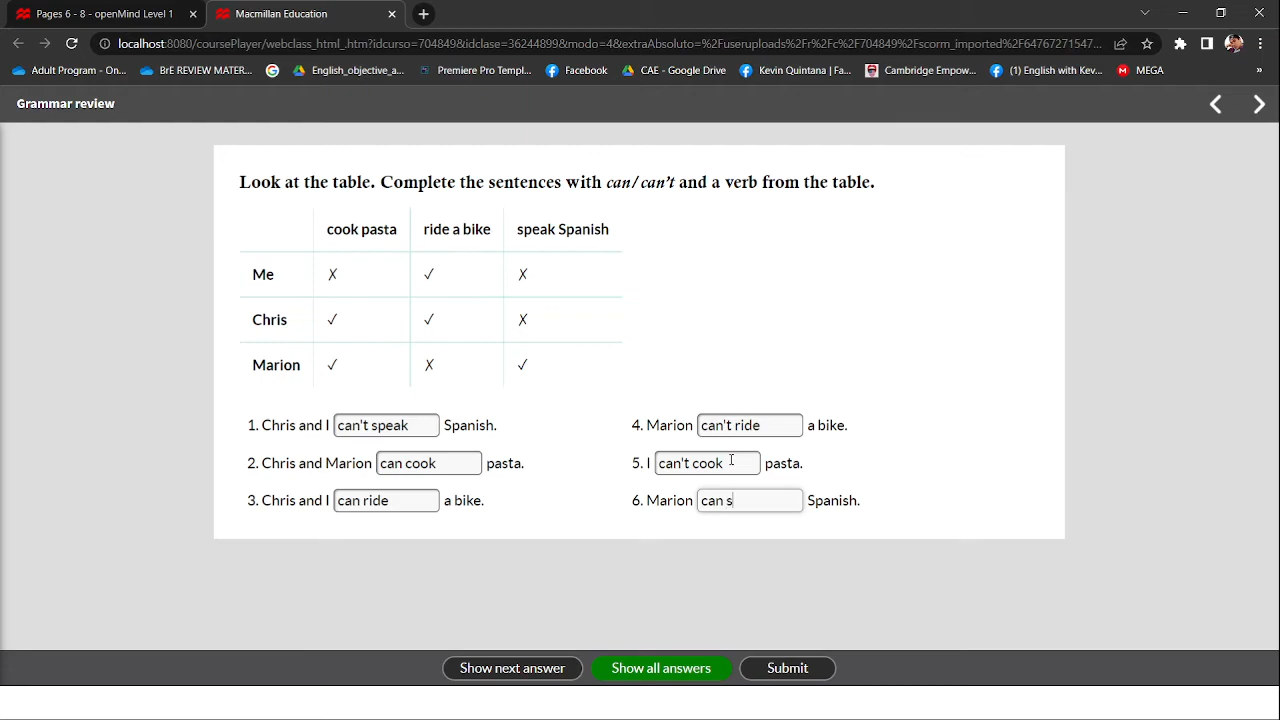 Pages 6 - 8 - openMind Level 1
Macmillan Education
localhost:8080/coursePlayer/webclass_html_.htm?idcurso=704849&idclase=36244899&modo=4&extraAbsoluto=%2Fuseruploads%2Fr%2Fc%2F704849%2Fscorm_imported%2F64767271547...
Adult Program - On...
BrE REVIEW MATER...
English_objective_a...
Premiere Pro Templ...
Facebook
CAE - Google Drive
Kevin Quintana | Fa...
Cambridge Empow...
(1) English with Kev...
MEGA
»
Grammar review
Look at the table. Complete the sentences with can/can't and a verb from the table.
cook pasta ride a bike speak Spanish
Me ✗ ✓ ✗
Chris ✓ ✓ ✗
Marion ✓ ✗ ✓
1. Chris and I can't speak Spanish.
2. Chris and Marion can cook pasta.
3. Chris and I can ride a bike.
4. Marion can't ride a bike.
5. I can't cook pasta.
6. Marion can s Spanish.
Show next answer
Show all answers
Submit